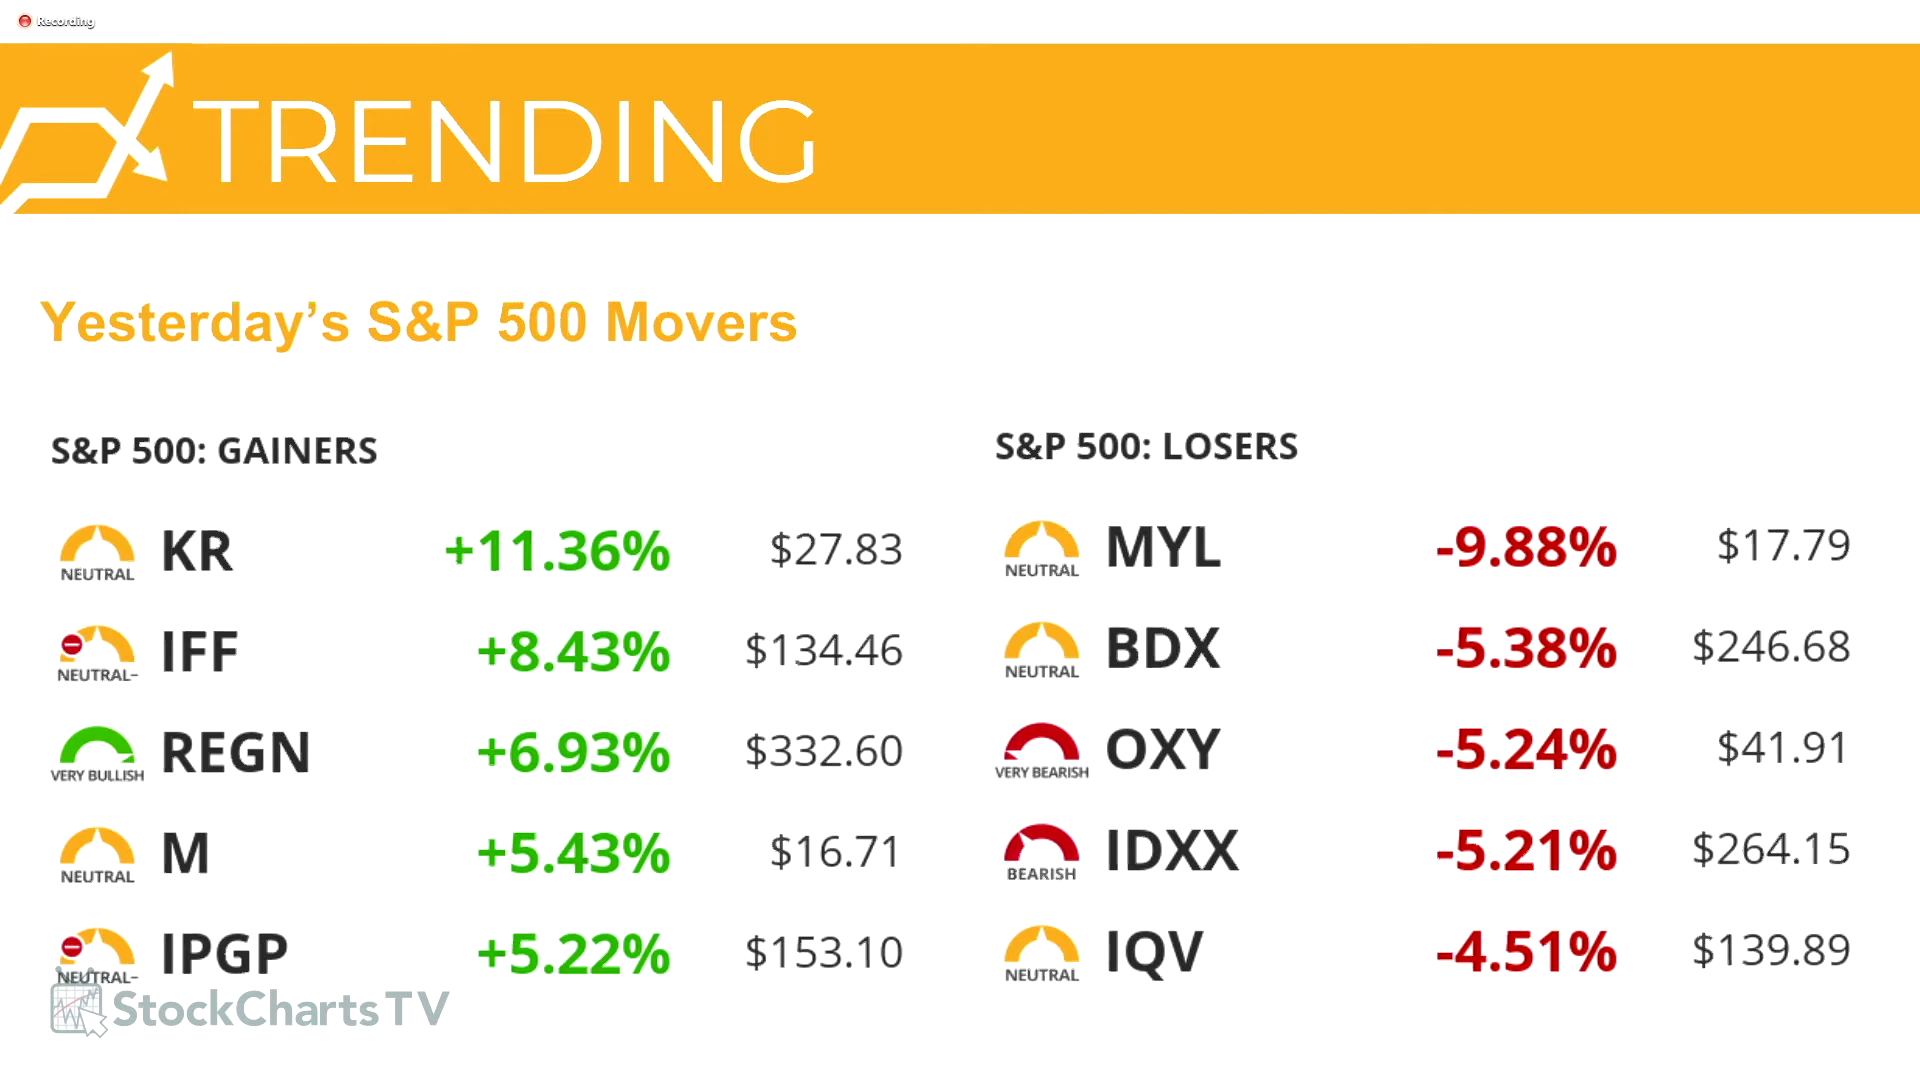 Recording
TRENDING
Yesterday’s S&P 500 Movers
S&P 500: GAINERS
NEUTRAL KR +11.36% $27.83
NEUTRAL- IFF +8.43% $134.46
VERY BULLISH REGN +6.93% $332.60
NEUTRAL M +5.43% $16.71
NEUTRAL- IPGP +5.22% $153.10
S&P 500: LOSERS
NEUTRAL MYL -9.88% $17.79
NEUTRAL BDX -5.38% $246.68
VERY BEARISH OXY -5.24% $41.91
BEARISH IDXX -5.21% $264.15
NEUTRAL IQV -4.51% $139.89
StockChartsTV